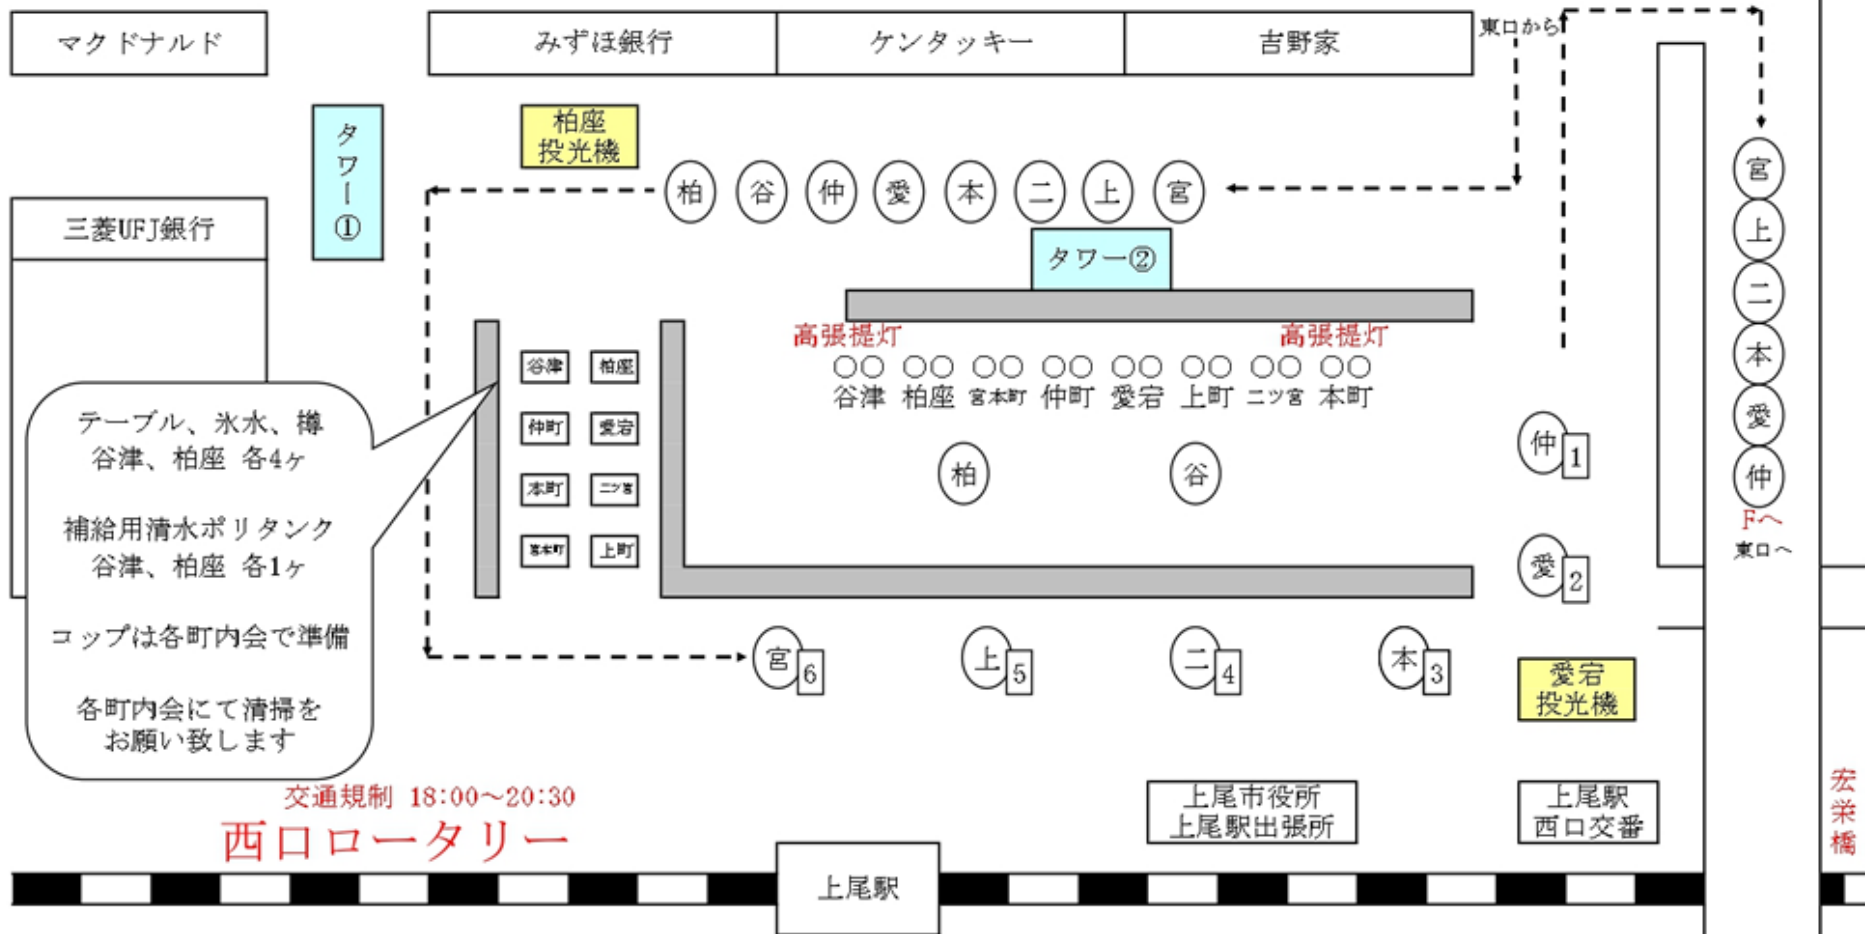 マクドナルド
みずほ銀行
ケンタッキー
吉野家
東口から
タワー①
柏座
投光機
柏
谷
仲
愛
本
二
上
宮
三菱UFJ銀行
タワー②
高張提灯
高張提灯
谷津
柏座
宮本町
仲町
愛宕
上町
二ツ宮
本町
谷津
柏座
仲町
愛宕
本町
二ツ宮
宮本町
上町
テーブル、氷水、樽
谷津、柏座 各4ヶ
補給用清水ポリタンク
谷津、柏座 各1ヶ
コップは各町内会で準備
各町内会にて清掃を
お願い致します
柏
谷
仲
1
愛
2
宮
6
上
5
二
4
本
3
愛宕
投光機
宮
上
二
本
愛
仲
Fへ
東口へ
交通規制 18:00～20:30
西口ロータリー
上尾市役所
上尾駅出張所
上尾駅
西口交番
宏栄橋
上尾駅